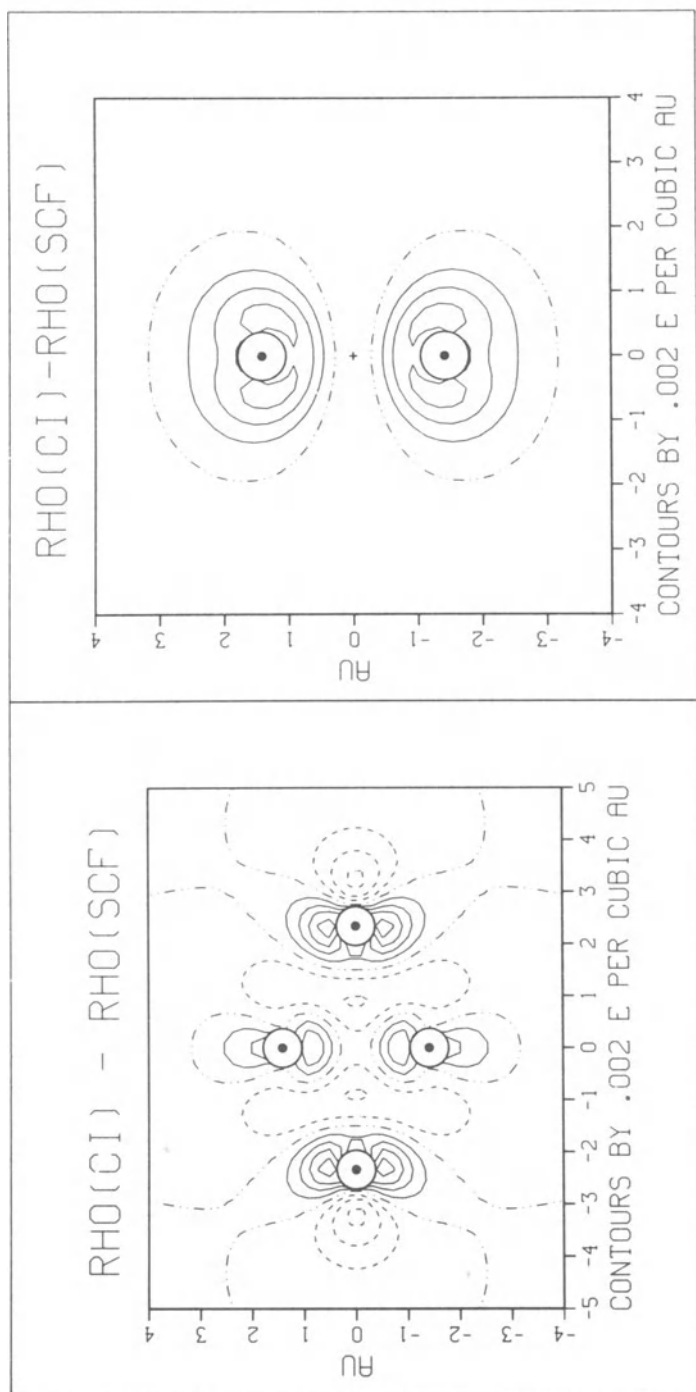 RHO(CI) - RHO(SCF)
4
3
2
1
0
-1
-2
-3
-4
AU
-5 -4 -3 -2 -1 0 1 2 3 4 5
CONTOURS BY .002 E PER CUBIC AU
RHO(CI)-RHO(SCF)
4
3
2
1
0
-1
-2
-3
-4
AU
-4 -3 -2 -1 0 1 2 3 4
CONTOURS BY .002 E PER CUBIC AU